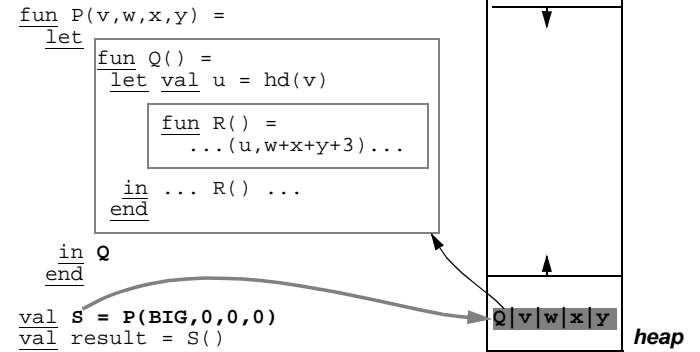 fun P(v,w,x,y) =
let
fun Q() =
let val u = hd(v)
fun R() =
...(u,w+x+y+3)...
in ... R() ...
end
in Q
end
val S = P(BIG,0,0,0)
val result = S()
Q|v|w|x|y
heap